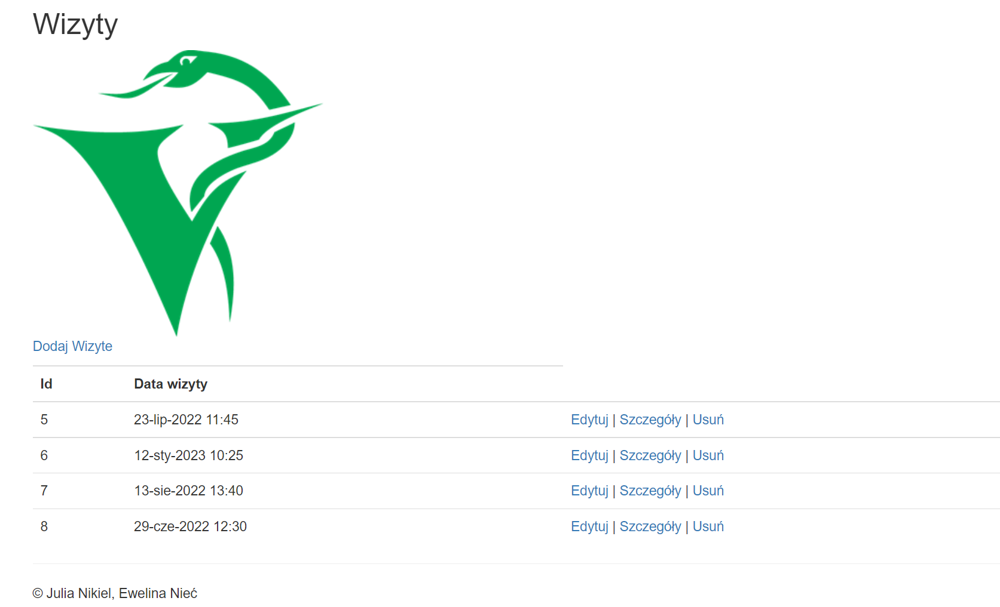 Wizyty
Dodaj Wizyte
Id Data wizyty
5 23-lip-2022 11:45 Edytuj | Szczegóły | Usuń
6 12-sty-2023 10:25 Edytuj | Szczegóły | Usuń
7 13-sie-2022 13:40 Edytuj | Szczegóły | Usuń
8 29-cze-2022 12:30 Edytuj | Szczegóły | Usuń
© Julia Nikiel, Ewelina Nieć